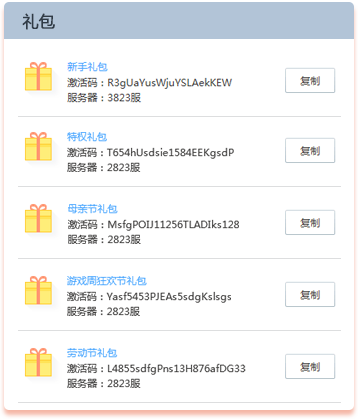 礼包
新手礼包
激活码：R3gUaYusWjuYSLAekKEW
服务器：3823服
复制
特权礼包
激活码：T654hUsdsie1584EEKgsdP
服务器：2823服
复制
母亲节礼包
激活码：MsfgPOIJ11256TLADIks128
服务器：2823服
复制
游戏周狂欢节礼包
激活码：Yasf5453PJEAs5sdgKslsgs
服务器：2823服
复制
劳动节礼包
激活码：L4855sdfgPns13H876afDG33
服务器：2823服
复制